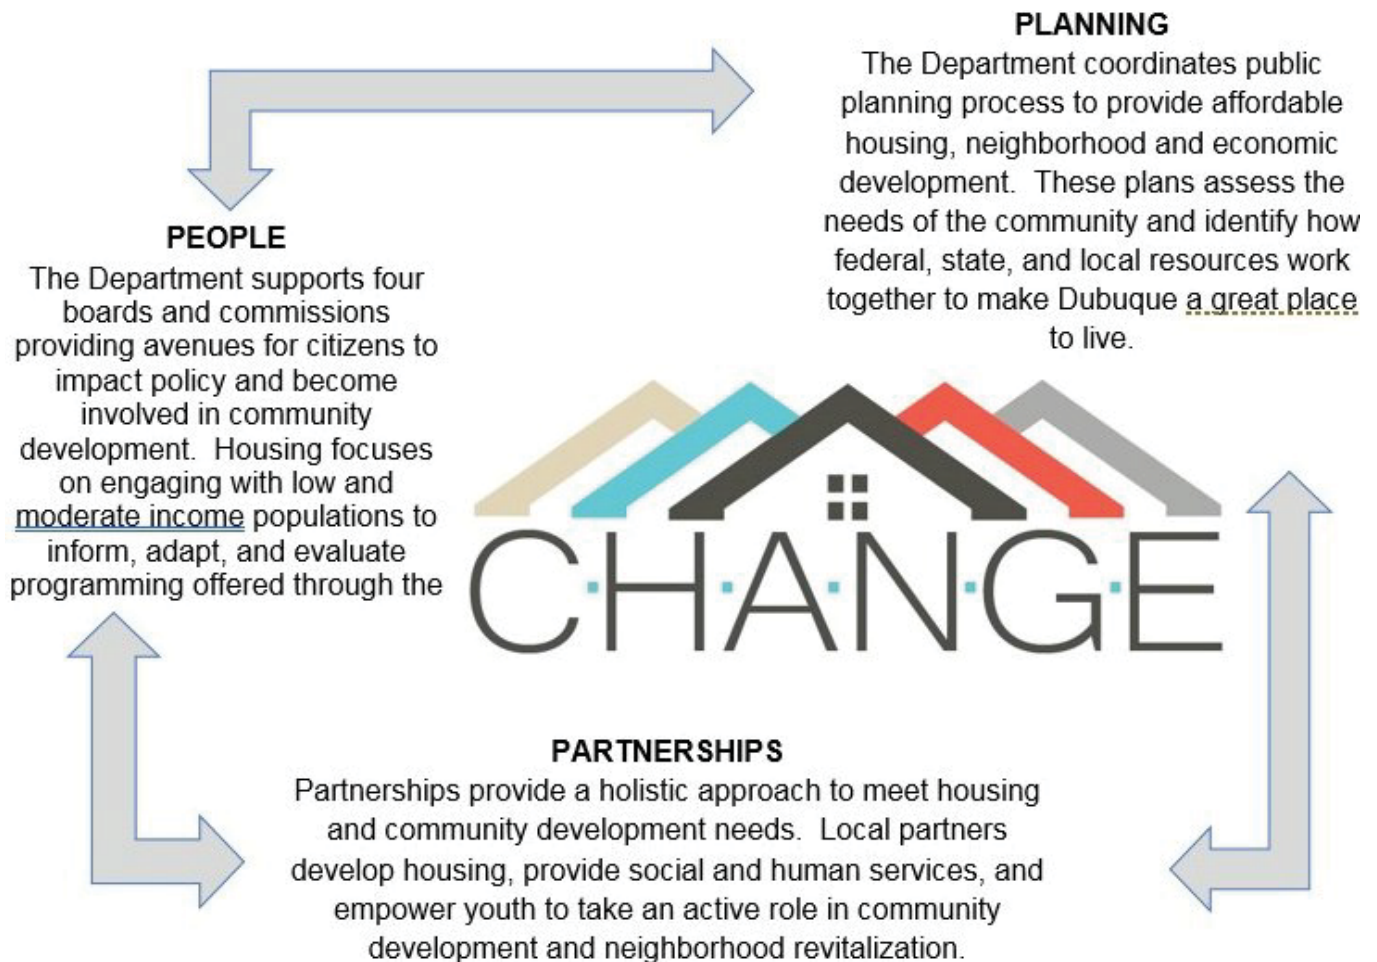 PLANNING
The Department coordinates public
planning process to provide affordable
housing, neighborhood and economic
development.  These plans assess the
needs of the community and identify how
federal, state, and local resources work
together to make Dubuque a great place
to live.
PEOPLE
The Department supports four
boards and commissions
providing avenues for citizens to
impact policy and become
involved in community
development.  Housing focuses
on engaging with low and
moderate income populations to
inform, adapt, and evaluate
programming offered through the
C·H·A·N·G·E
PARTNERSHIPS
Partnerships provide a holistic approach to meet housing
and community development needs.  Local partners
develop housing, provide social and human services, and
empower youth to take an active role in community
development and neighborhood revitalization.